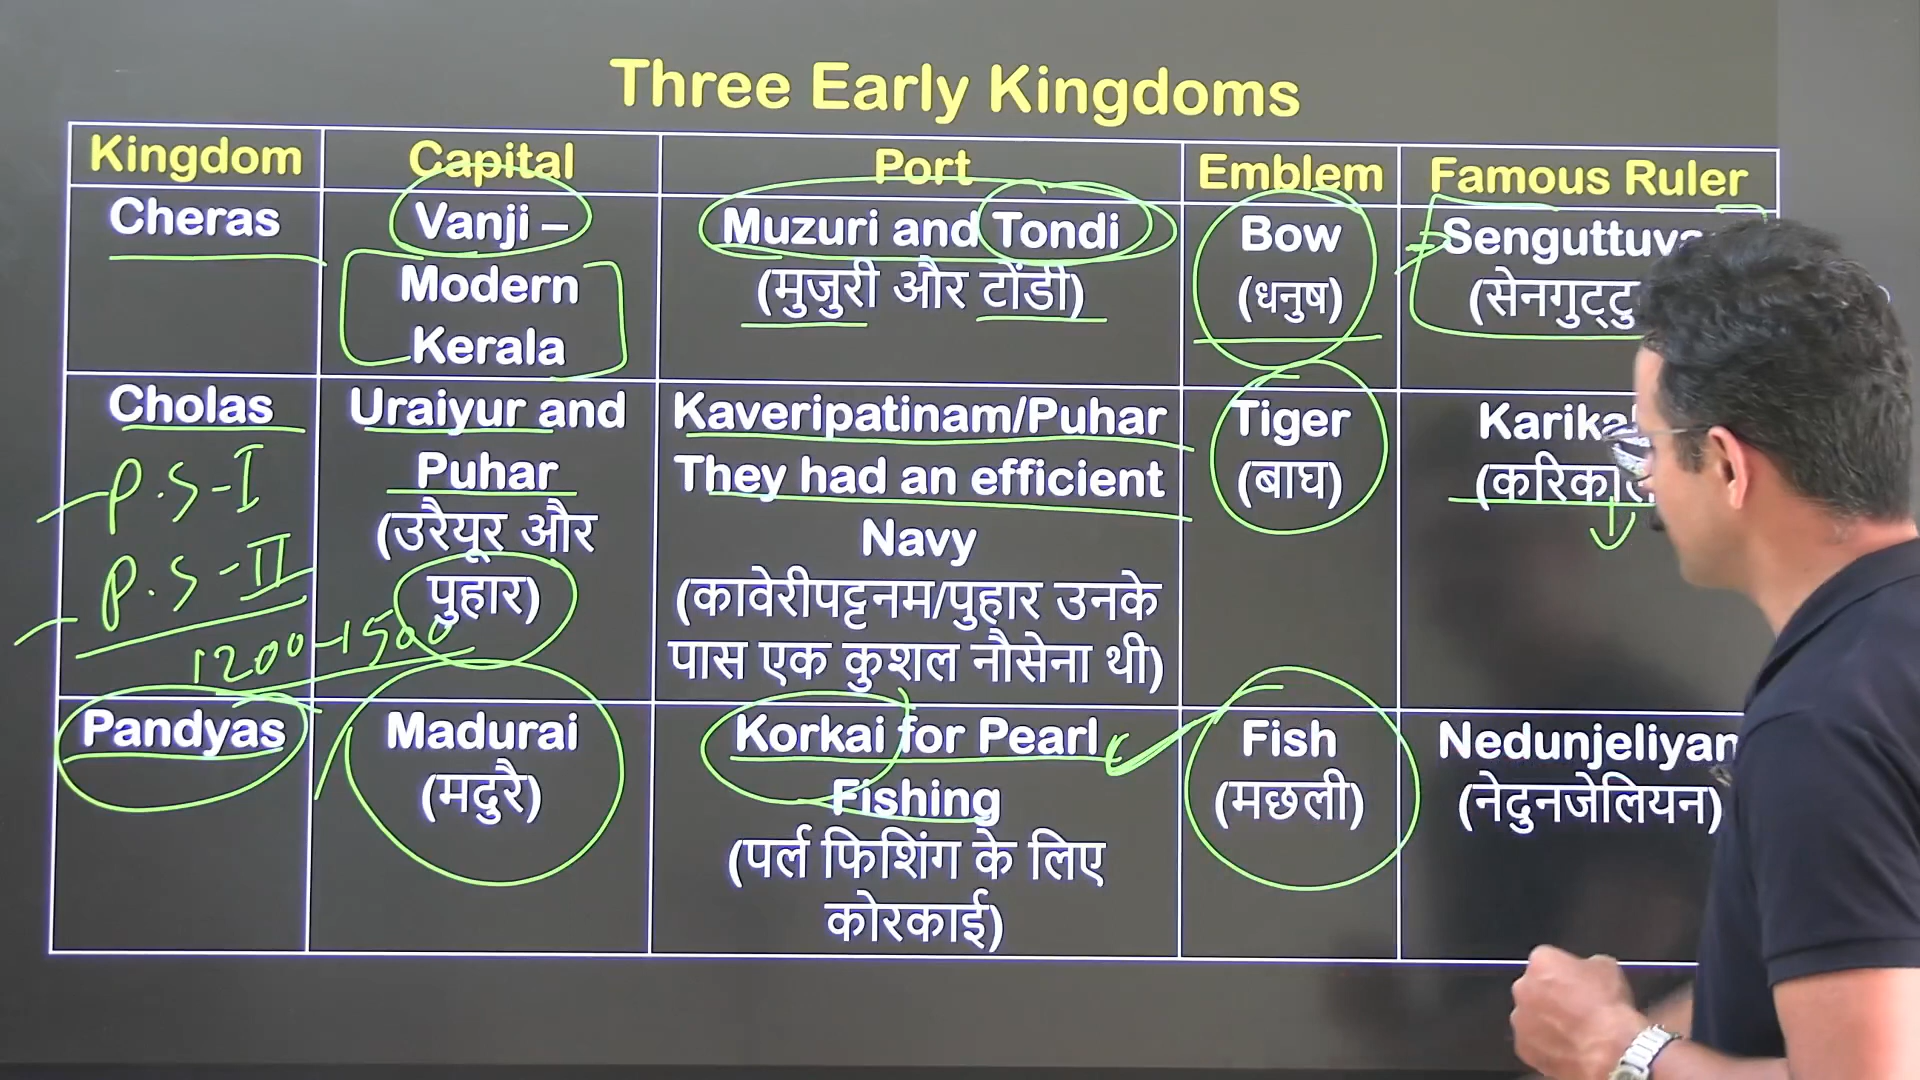 Three Early Kingdoms
Kingdom
Capital
Port
Emblem
Famous Ruler
Cheras
Vanji –
Modern
Kerala
Muzuri and Tondi
(मुजुरी और टोंडी)
Bow
(धनुष)
Cholas
P.S-I
P.S-II
1200-1500
Uraiyur and
Puhar
(उरैयूर और
पुहार)
Kaveripatinam/Puhar
They had an efficient
Navy
(कावेरीपट्टनम/पुहार उनके
पास एक कुशल नौसेना थी)
Tiger
(बाघ)
Pandyas
Madurai
(मदुरै)
Korkai for Pearl
Fishing
(पर्ल फिशिंग के लिए
कोरकाई)
Fish
(मछली)
Nedunjeliyan
(नेदुनजेलियन)